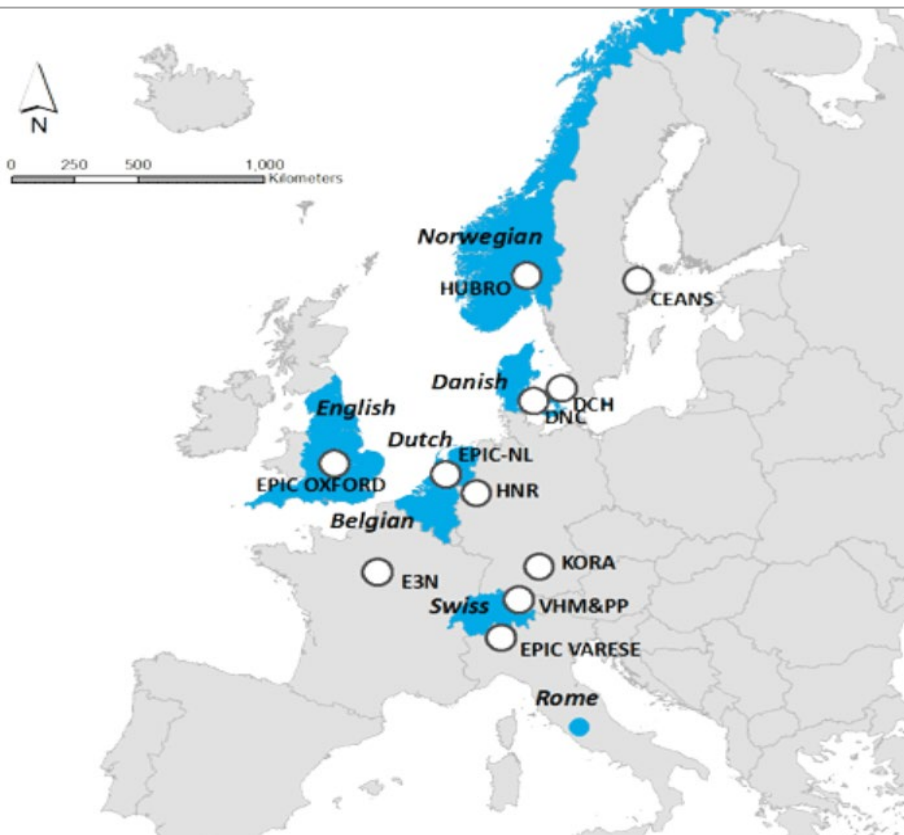 N
0 250 500 1,000
Kilometers
Norwegian
HUBRO
CEANS
Danish
DCH
DNC
English
Dutch
EPIC-NL
EPIC OXFORD
HNR
Belgian
KORA
E3N
Swiss
VHM&PP
EPIC VARESE
Rome